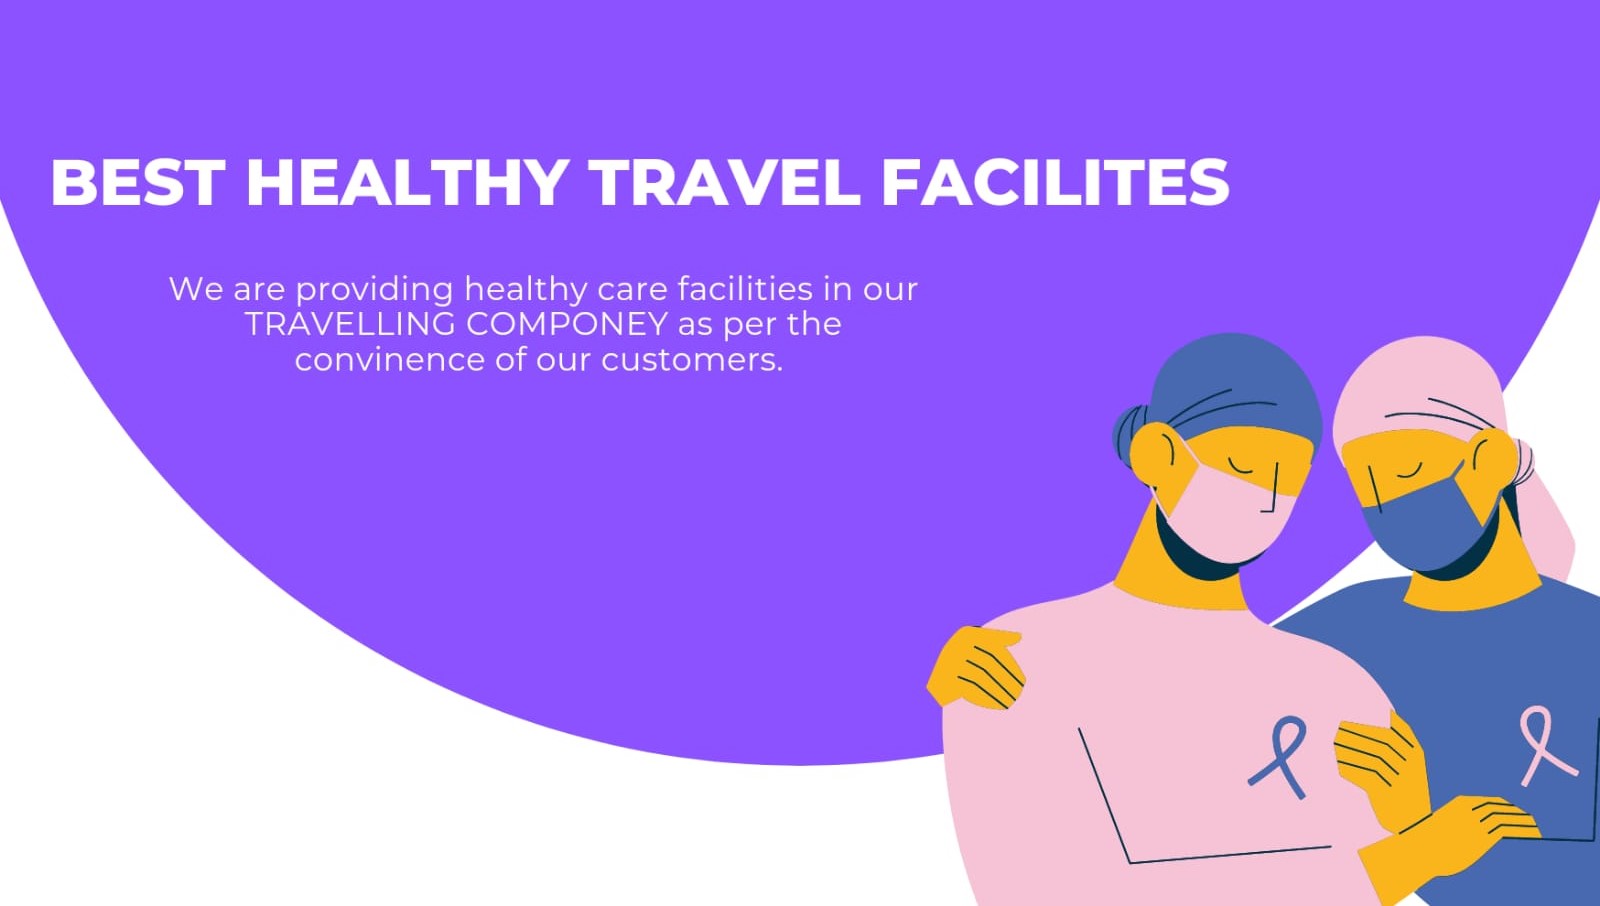 BEST HEALTHY TRAVEL FACILITES
We are providing healthy care facilities in our
TRAVELLING COMPONEY as per the
convinence of our customers.